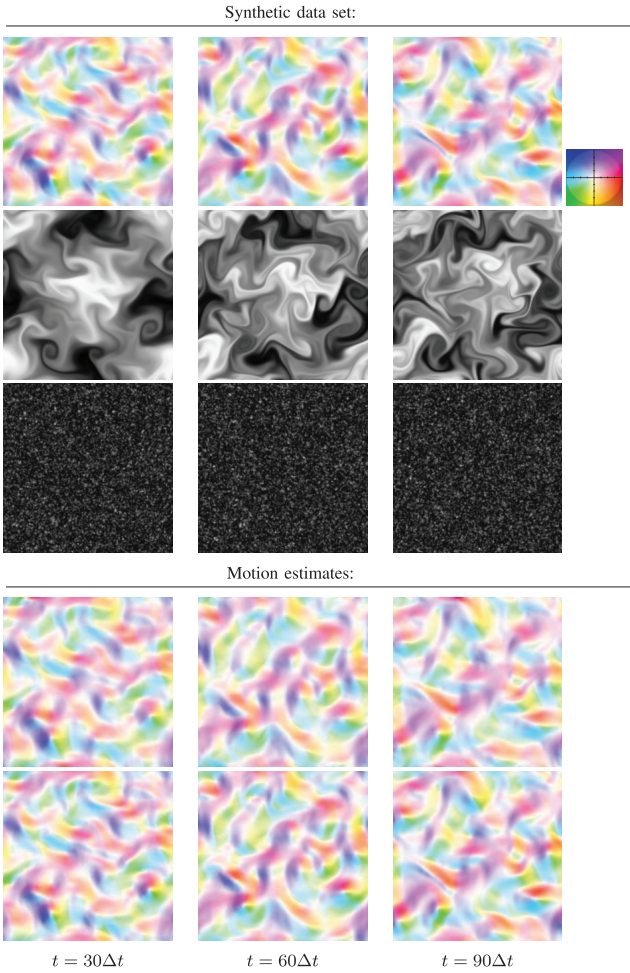 Synthetic data set:
Motion estimates:
t = 30Δt
t = 60Δt
t = 90Δt